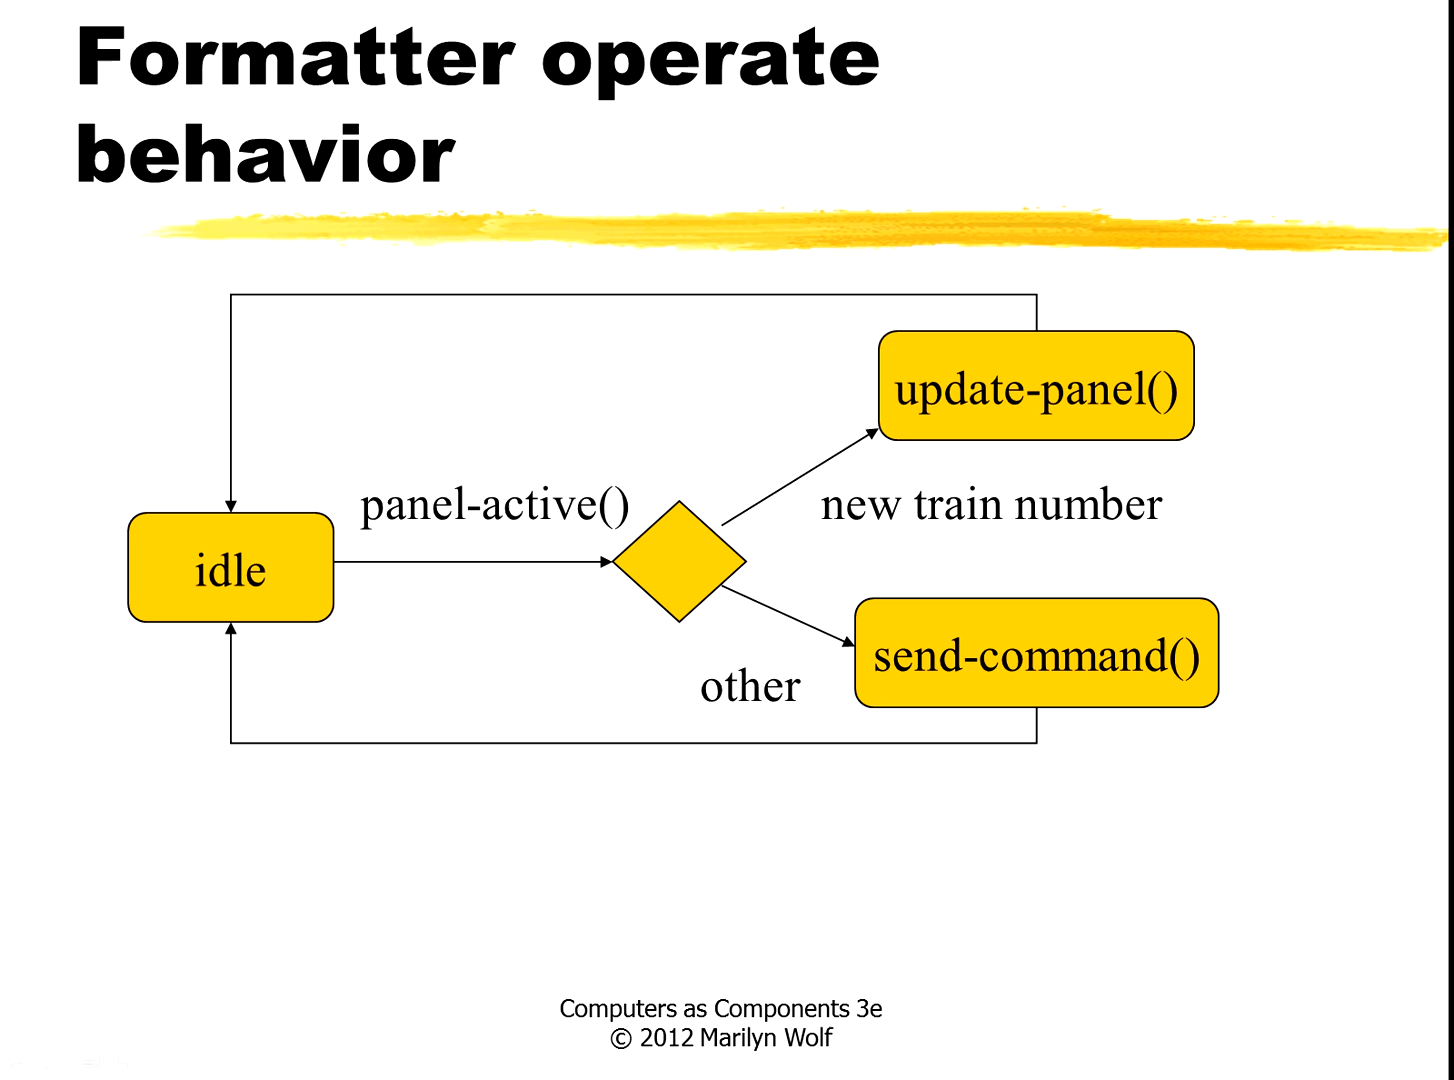 Formatter operate
behavior
update-panel()
panel-active()
new train number
idle
send-command()
other
Computers as Components 3e
© 2012 Marilyn Wolf